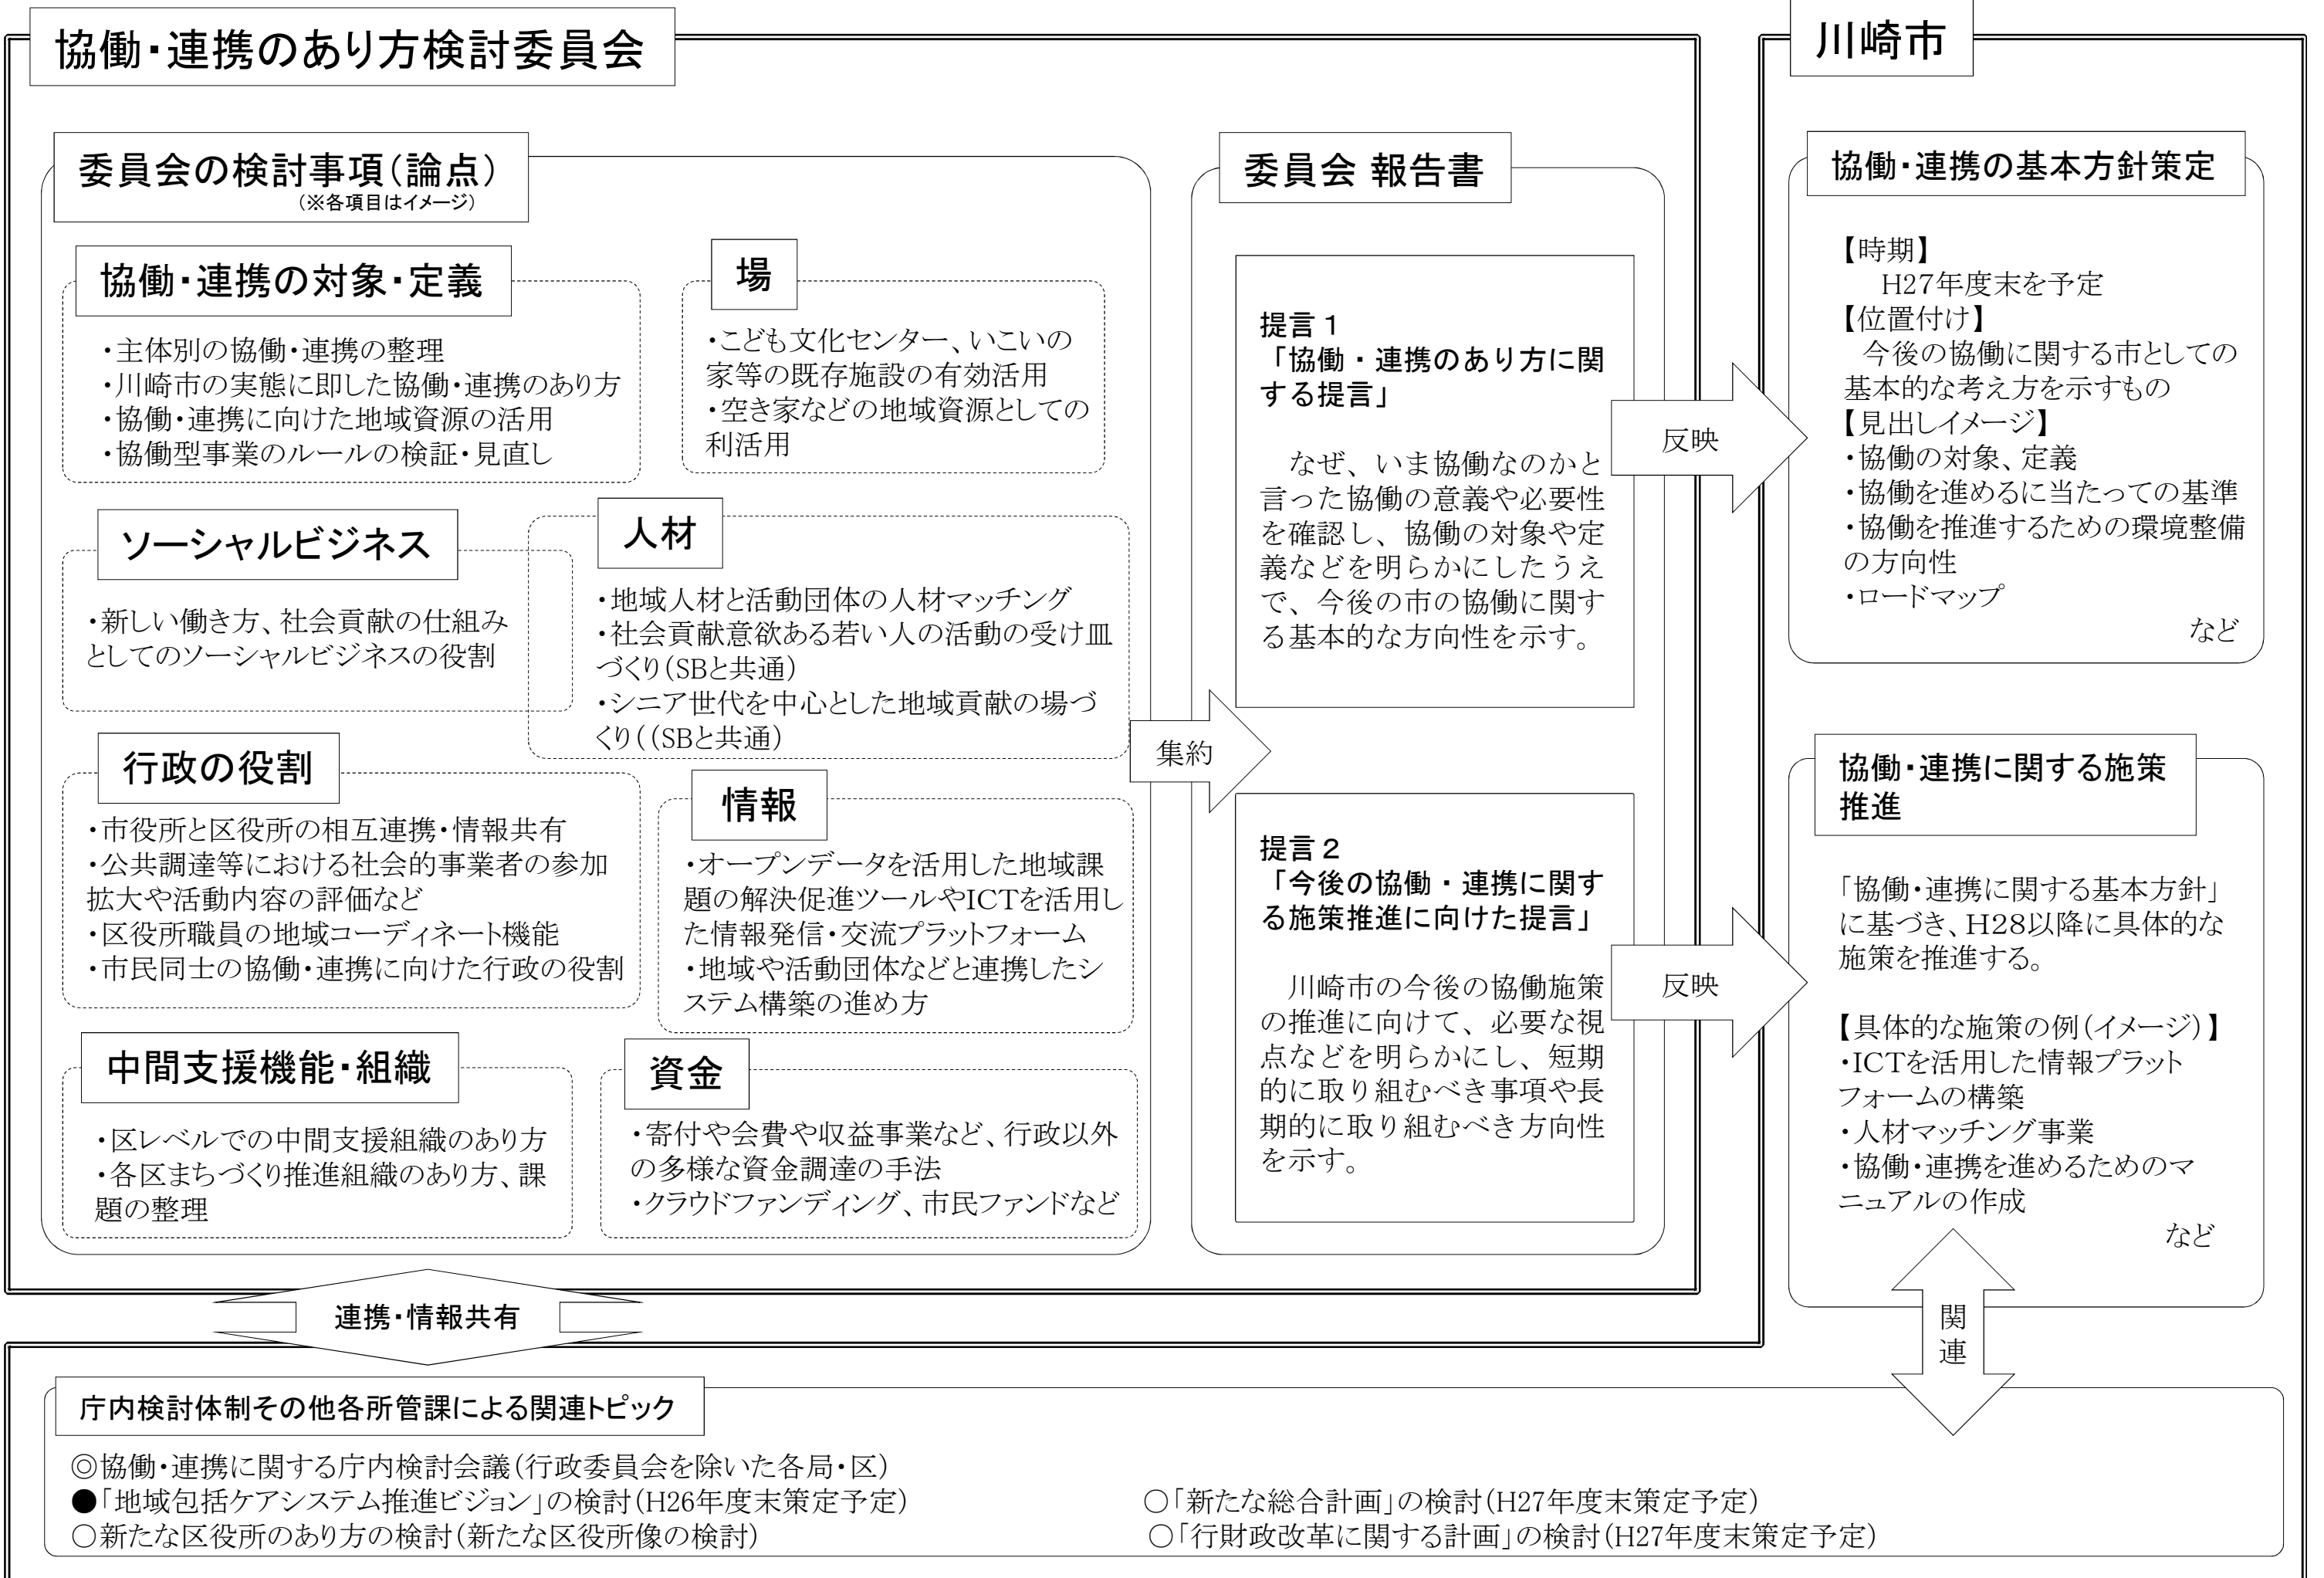 協働・連携のあり方検討委員会
委員会の検討事項（論点）
（※各項目はイメージ）
協働・連携の対象・定義
・主体別の協働・連携の整理
・川崎市の実態に即した協働・連携のあり方
・協働・連携に向けた地域資源の活用
・協働型事業のルールの検証・見直し
場
・こども文化センター、いこいの
家等の既存施設の有効活用
・空き家などの地域資源としての
利活用
ソーシャルビジネス
・新しい働き方、社会貢献の仕組み
としてのソーシャルビジネスの役割
人材
・地域人材と活動団体の人材マッチング
・社会貢献意欲ある若い人の活動の受け皿
づくり（SBと共通）
・シニア世代を中心とした地域貢献の場づ
くり（（SBと共通）
行政の役割
・市役所と区役所の相互連携・情報共有
・公共調達等における社会的事業者の参加
拡大や活動内容の評価など
・区役所職員の地域コーディネート機能
・市民同士の協働・連携に向けた行政の役割
情報
・オープンデータを活用した地域課
題の解決促進ツールやICTを活用し
た情報発信・交流プラットフォーム
・地域や活動団体などと連携したシ
ステム構築の進め方
中間支援機能・組織
・区レベルでの中間支援組織のあり方
・各区まちづくり推進組織のあり方、課
題の整理
資金
・寄付や会費や収益事業など、行政以外
の多様な資金調達の手法
・クラウドファンディング、市民ファンドなど
集約
委員会 報告書
提言１
「協働・連携のあり方に関
する提言」
なぜ、いま協働なのかと
言った協働の意義や必要性
を確認し、協働の対象や定
義などを明らかにしたうえ
で、今後の市の協働に関す
る基本的な方向性を示す。
提言２
「今後の協働・連携に関す
る施策推進に向けた提言」
川崎市の今後の協働施策
の推進に向けて、必要な視
点などを明らかにし、短期
的に取り組むべき事項や長
期的に取り組むべき方向性
を示す。
反映
反映
川崎市
協働・連携の基本方針策定
【時期】
H27年度末を予定
【位置付け】
今後の協働に関する市としての
基本的な考え方を示すもの
【見出しイメージ】
・協働の対象、定義
・協働を進めるに当たっての基準
・協働を推進するための環境整備
の方向性
・ロードマップ
など
協働・連携に関する施策
推進
「協働・連携に関する基本方針」
に基づき、H28以降に具体的な
施策を推進する。
【具体的な施策の例（イメージ）】
・ICTを活用した情報プラット
フォームの構築
・人材マッチング事業
・協働・連携を進めるためのマ
ニュアルの作成
など
関
連
連携・情報共有
庁内検討体制その他各所管課による関連トピック
◎協働・連携に関する庁内検討会議（行政委員会を除いた各局・区）
●「地域包括ケアシステム推進ビジョン」の検討（H26年度末策定予定）
○新たな区役所のあり方の検討（新たな区役所像の検討）
○「新たな総合計画」の検討（H27年度末策定予定）
○「行財政改革に関する計画」の検討（H27年度末策定予定）